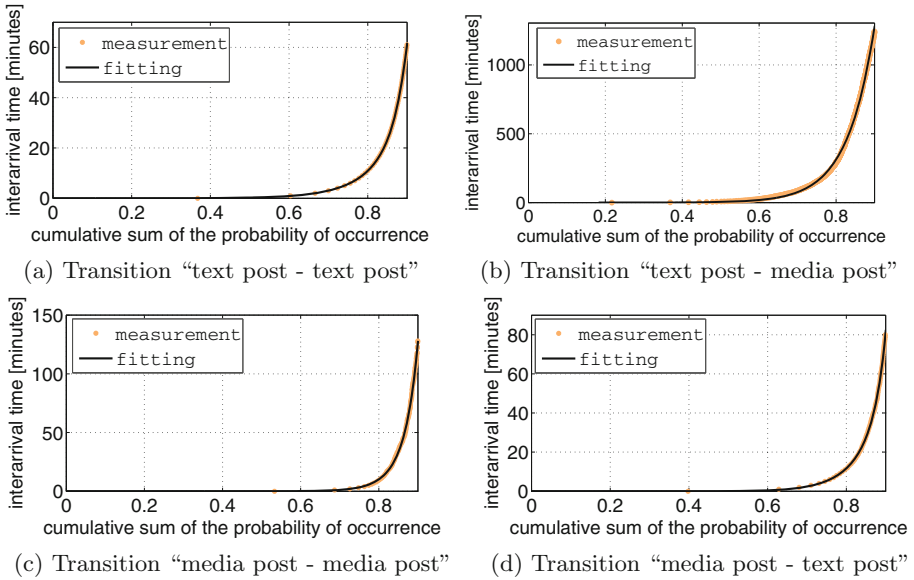 interarrival time [minutes]
60
40
20
0
measurement
fitting
0 0.2 0.4 0.6 0.8
cumulative sum of the probability of occurrence
(a) Transition “text post - text post”
interarrival time [minutes]
1000
500
0
measurement
fitting
0 0.2 0.4 0.6 0.8
cumulative sum of the probability of occurrence
(b) Transition “text post - media post”
interarrival time [minutes]
150
100
50
0
measurement
fitting
0 0.2 0.4 0.6 0.8
cumulative sum of the probability of occurrence
(c) Transition “media post - media post”
interarrival time [minutes]
80
60
40
20
0
measurement
fitting
0 0.2 0.4 0.6 0.8
cumulative sum of the probability of occurrence
(d) Transition “media post - text post”